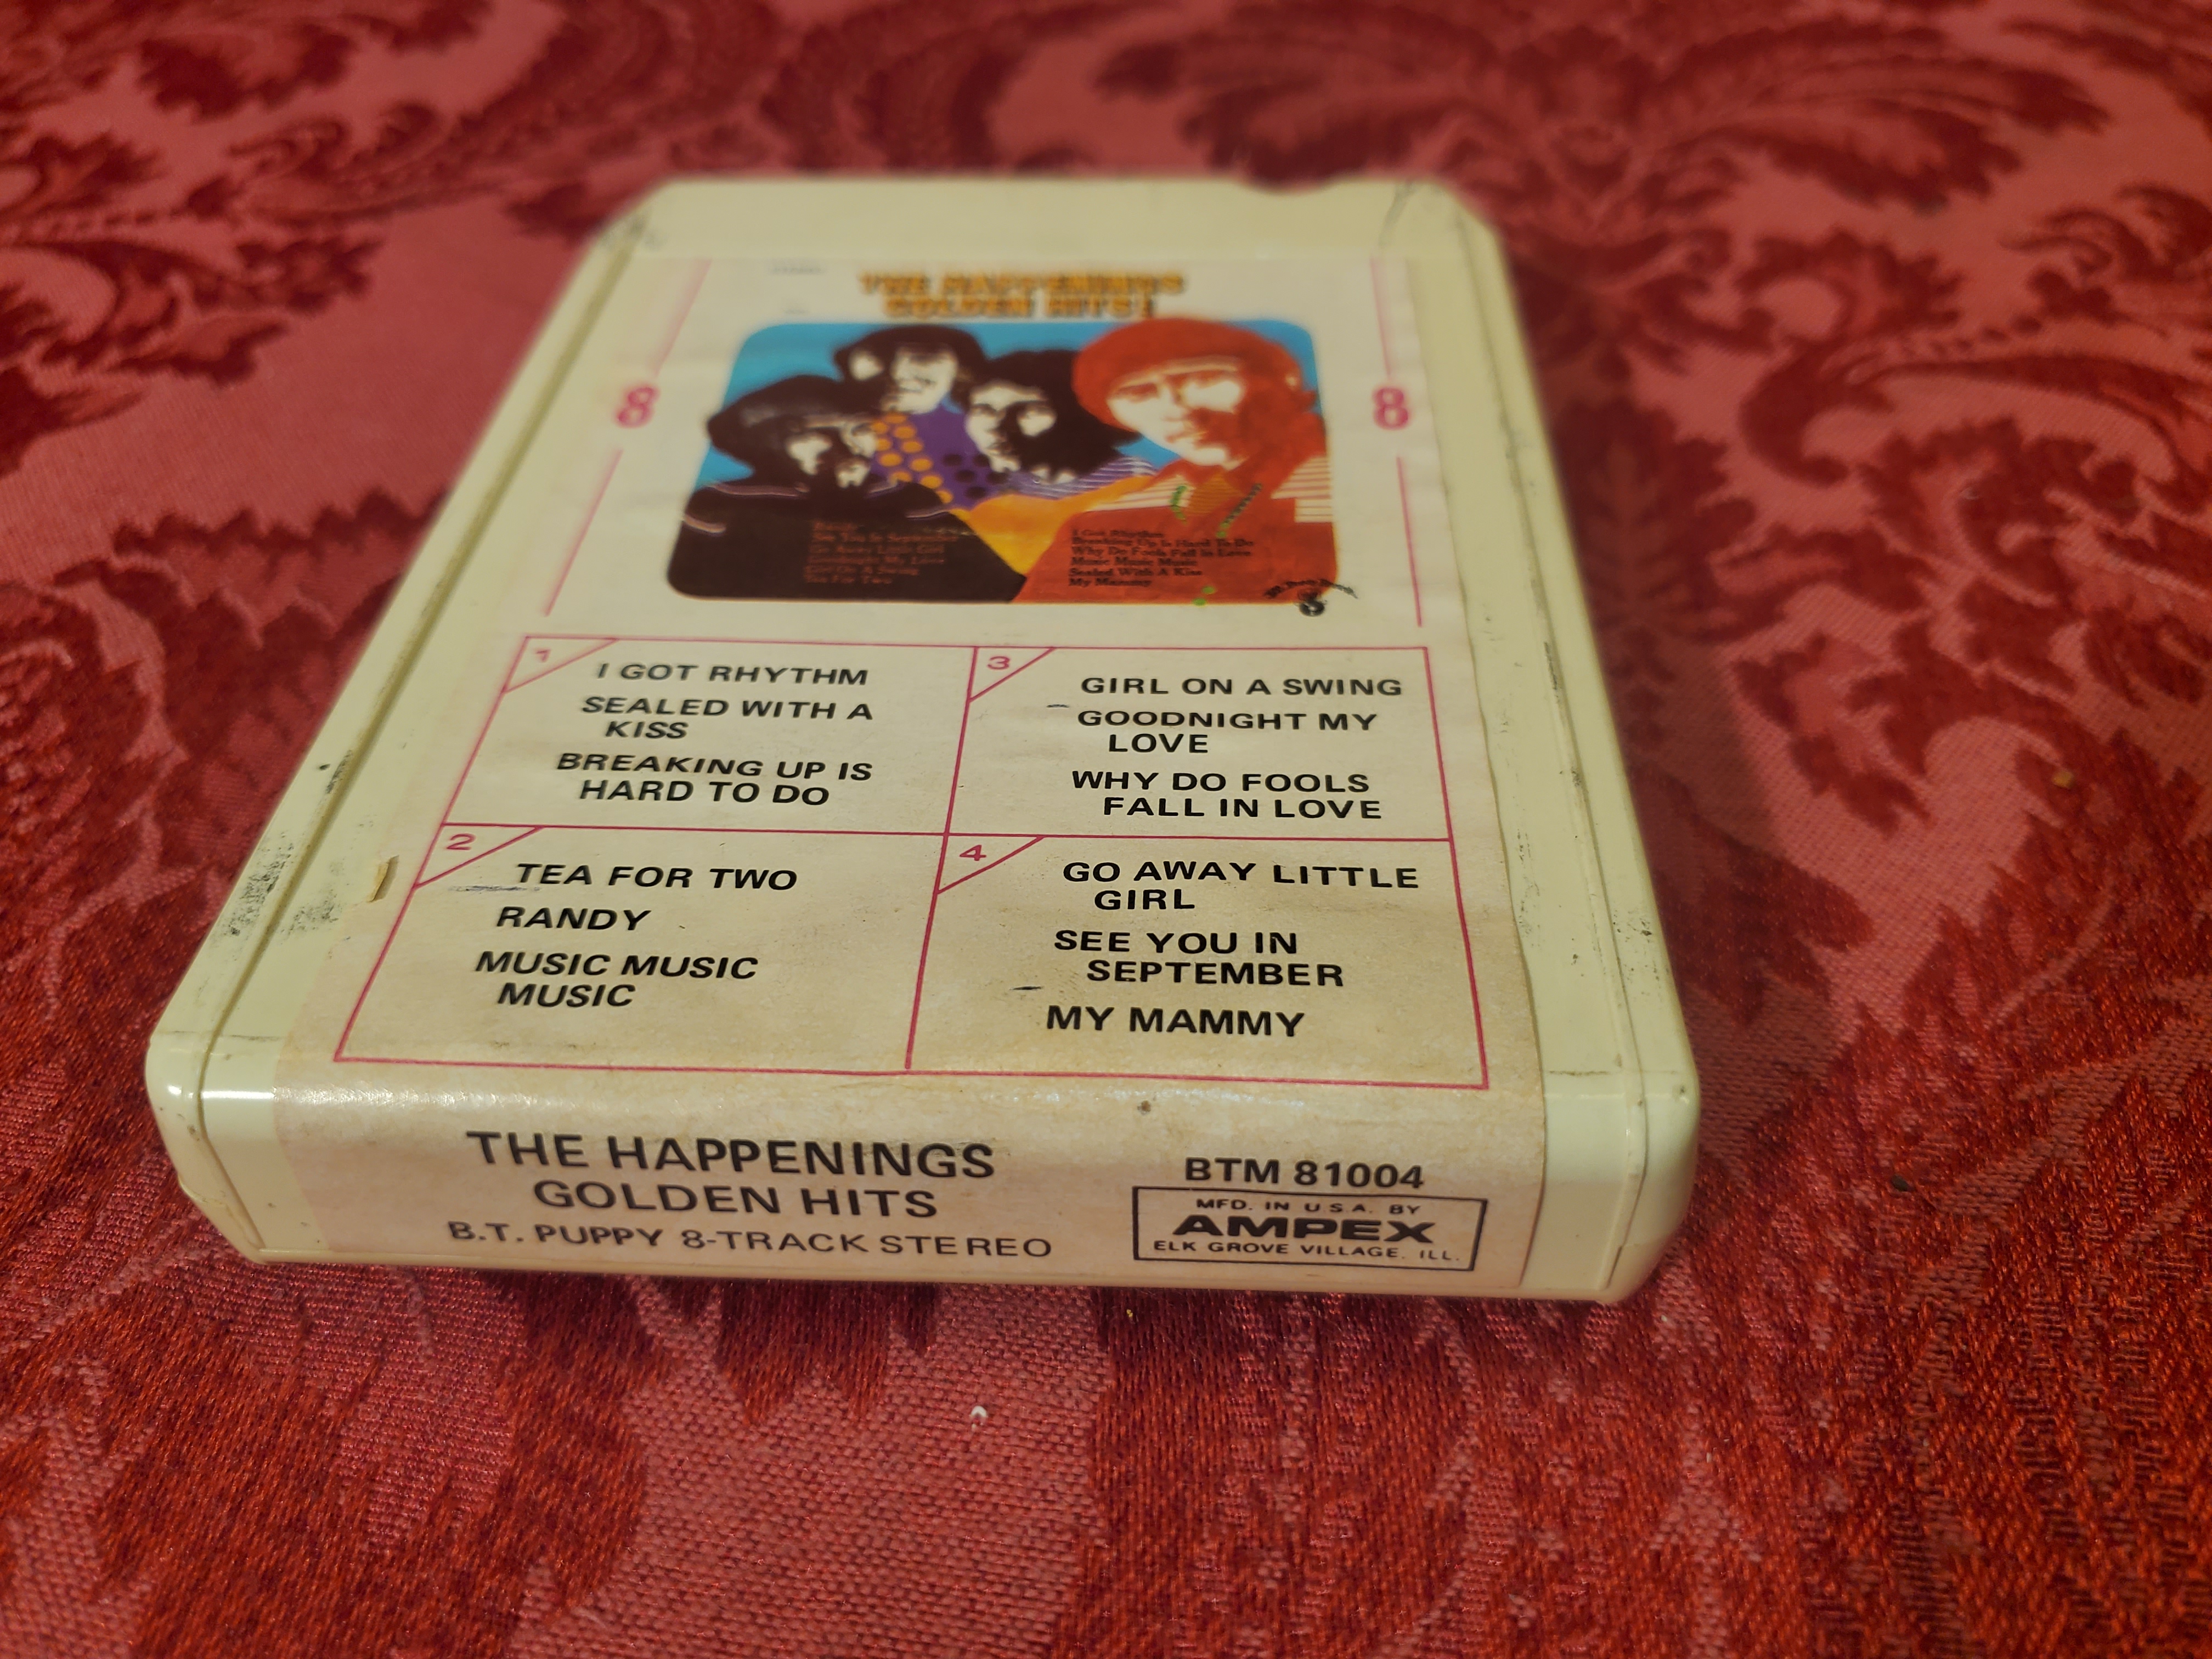 THE HAPPENINGS
GOLDEN HITS!
8
8
See You In September
Go Away Little Girl
Goodnight My Love
Girl On A Swing
Tea For Two
I Got Rhythm
Breaking Up Is Hard To Do
Why Do Fools Fall In Love
Music Music Music
Sealed With A Kiss
My Mammy
1
I GOT RHYTHM
SEALED WITH A
KISS
BREAKING UP IS
HARD TO DO
2
TEA FOR TWO
RANDY
MUSIC MUSIC
MUSIC
3
GIRL ON A SWING
GOODNIGHT MY
LOVE
WHY DO FOOLS
FALL IN LOVE
4
GO AWAY LITTLE
GIRL
SEE YOU IN
SEPTEMBER
MY MAMMY
THE HAPPENINGS
GOLDEN HITS
B.T. PUPPY 8-TRACK STEREO
BTM 81004
MFD. IN U.S.A. BY
AMPEX
ELK GROVE VILLAGE, ILL.